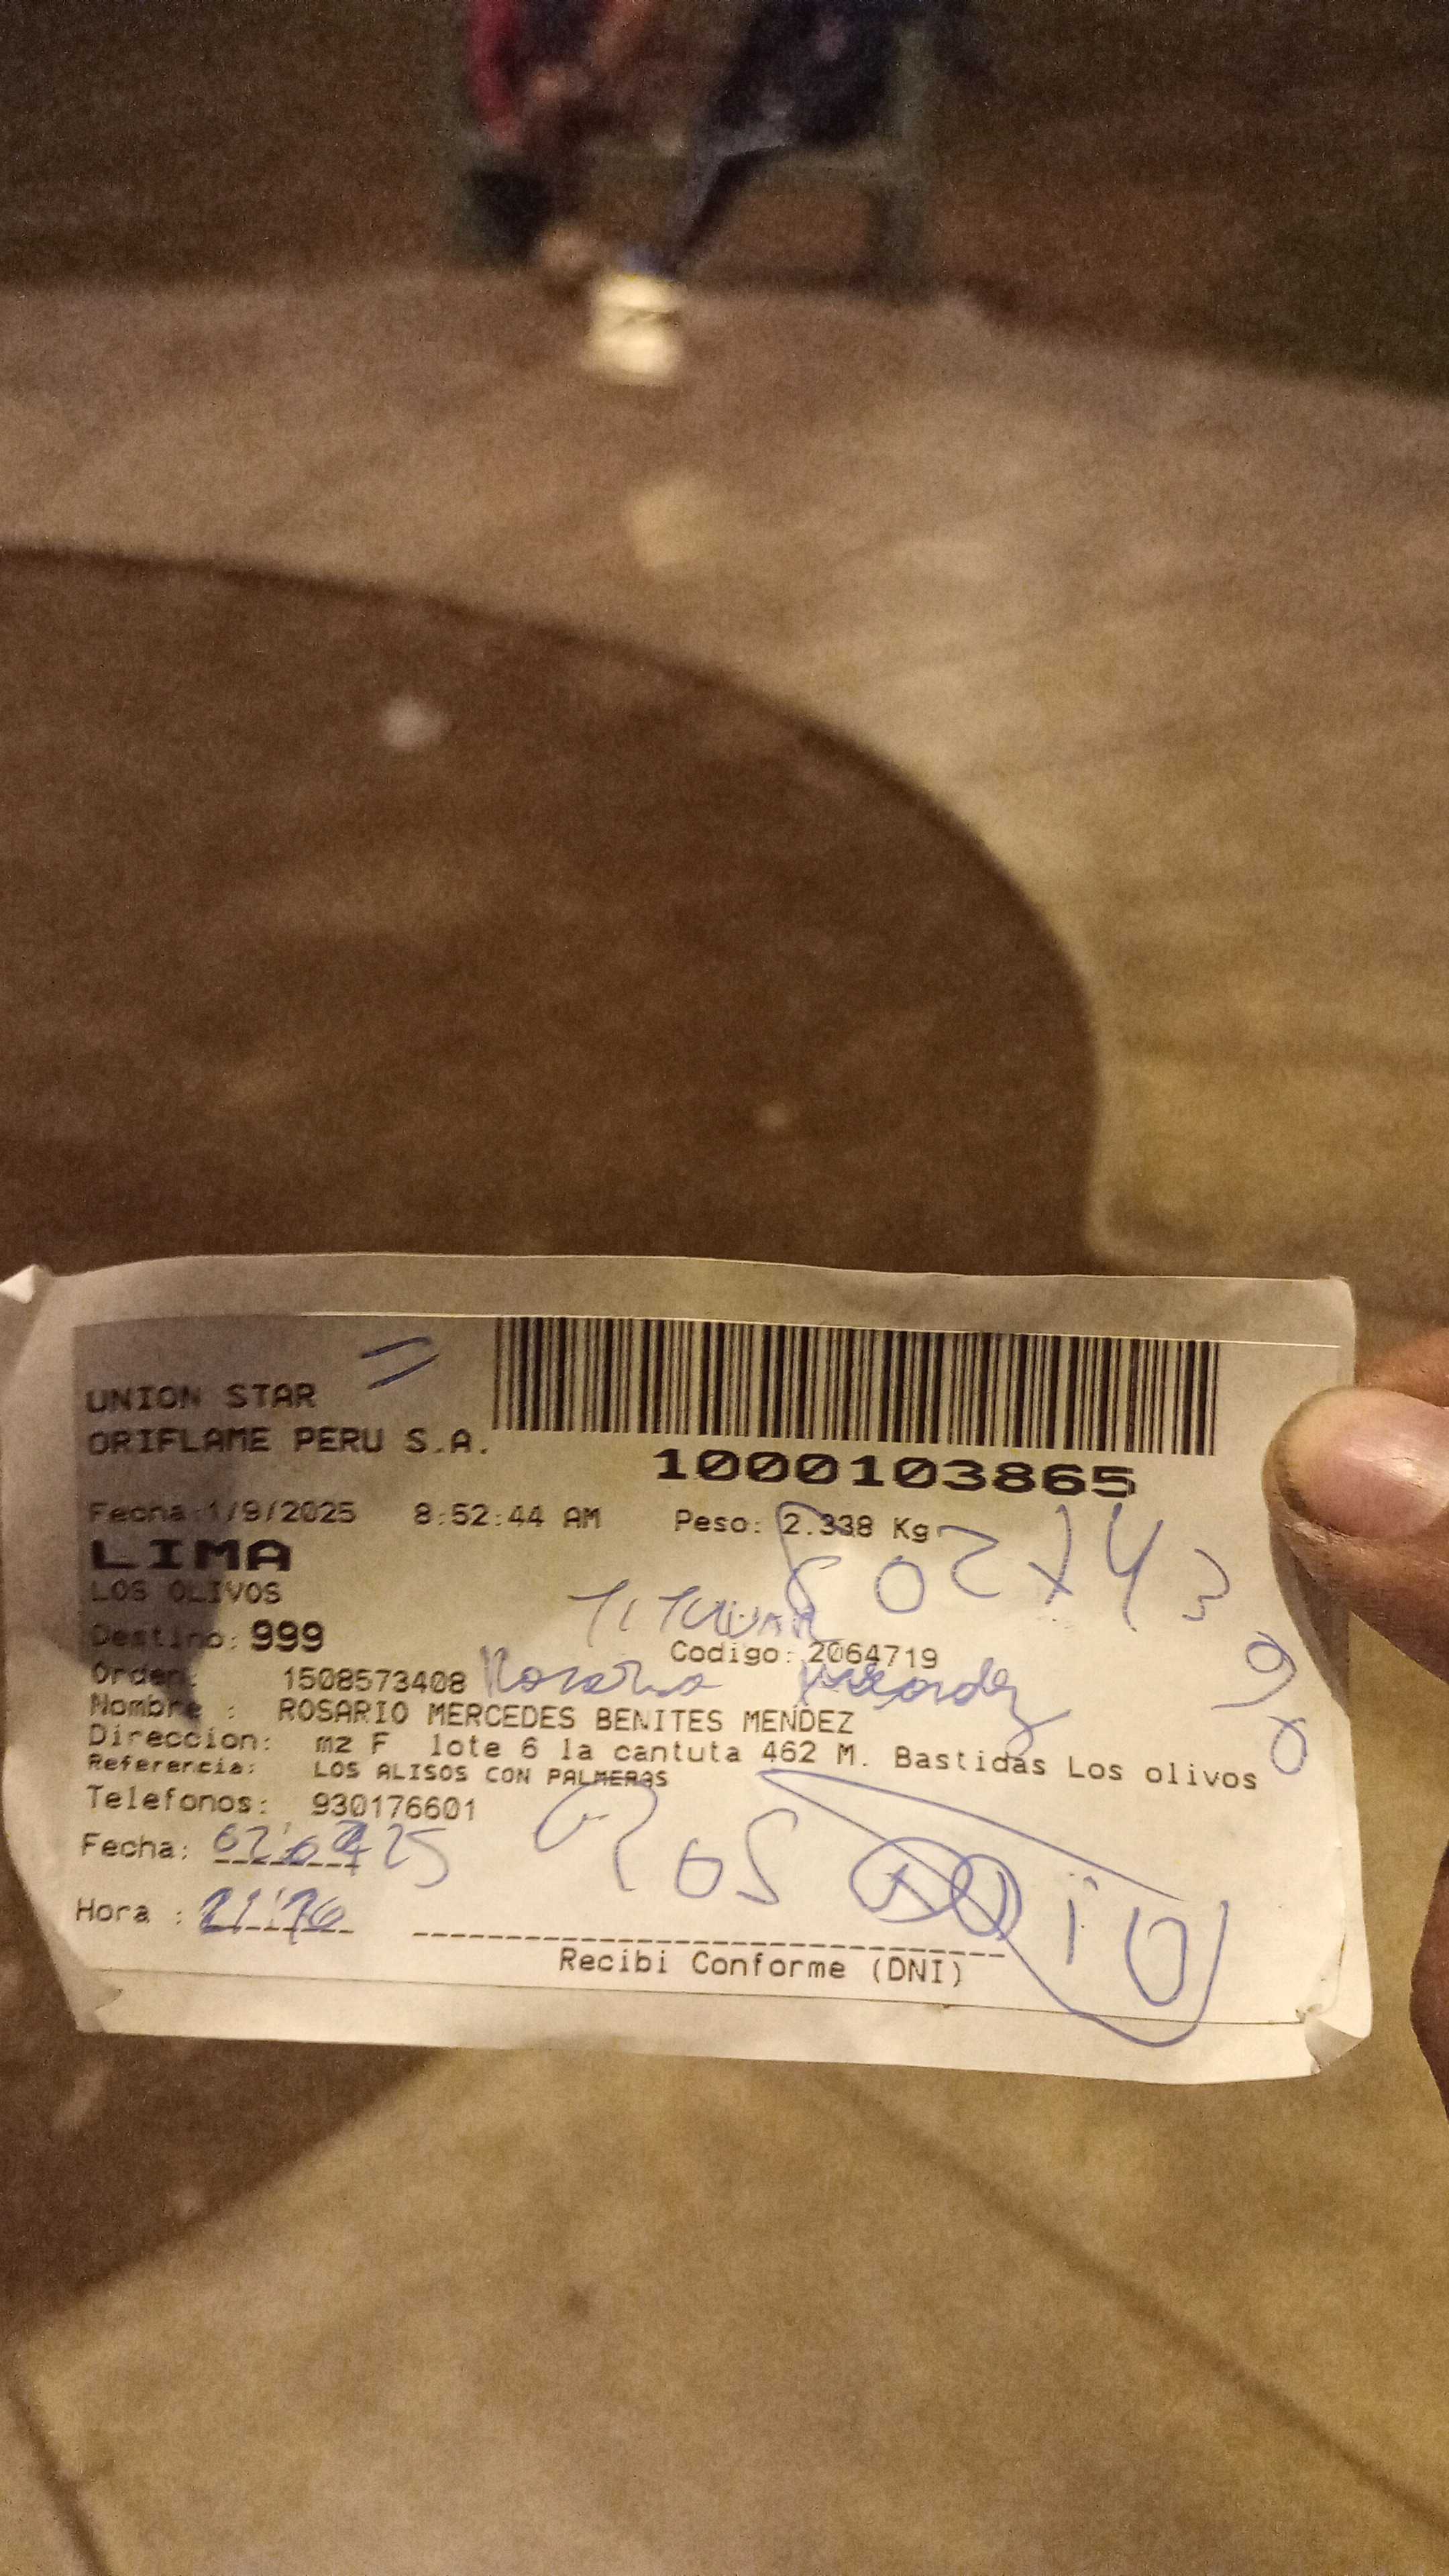 UNION STAR
ORIFLAME PERU S.A.
1000103865
Fecha:1/9/2025 8:52:44 AM Peso: 2.338 Kg
LIMA
LOS OLIVOS
TITULAR
Destino: 999
Codigo: 2064719
Orden: 1508573408
Rosario
Nombre : ROSARIO MERCEDES BENITES MENDEZ
Direccion: mz F lote 6 la cantuta 462 M. Bastidas Los olivos
Referencia: LOS ALISOS CON PALMERAS
Telefonos: 930176601
Fecha:
Hora :
Recibi Conforme (DNI)